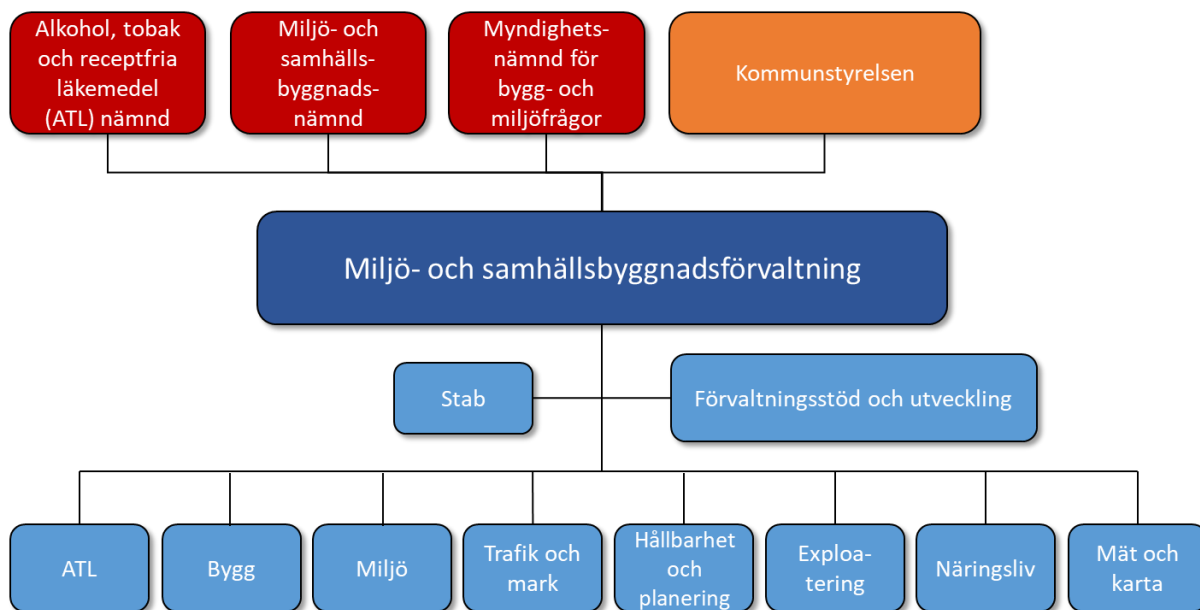 Alkohol, tobak
och receptfria
läkemedel
(ATL) nämnd
Miljö- och
samhälls-
byggnads-
nämnd
Myndighets-
nämnd för
bygg- och
miljöfrågor
Kommunstyrelsen
Miljö- och samhällsbyggnadsförvaltning
Stab
Förvaltningsstöd och utveckling
ATL
Bygg
Miljö
Trafik och
mark
Hållbarhet
och
planering
Exploa-
tering
Näringsliv
Mät och
karta